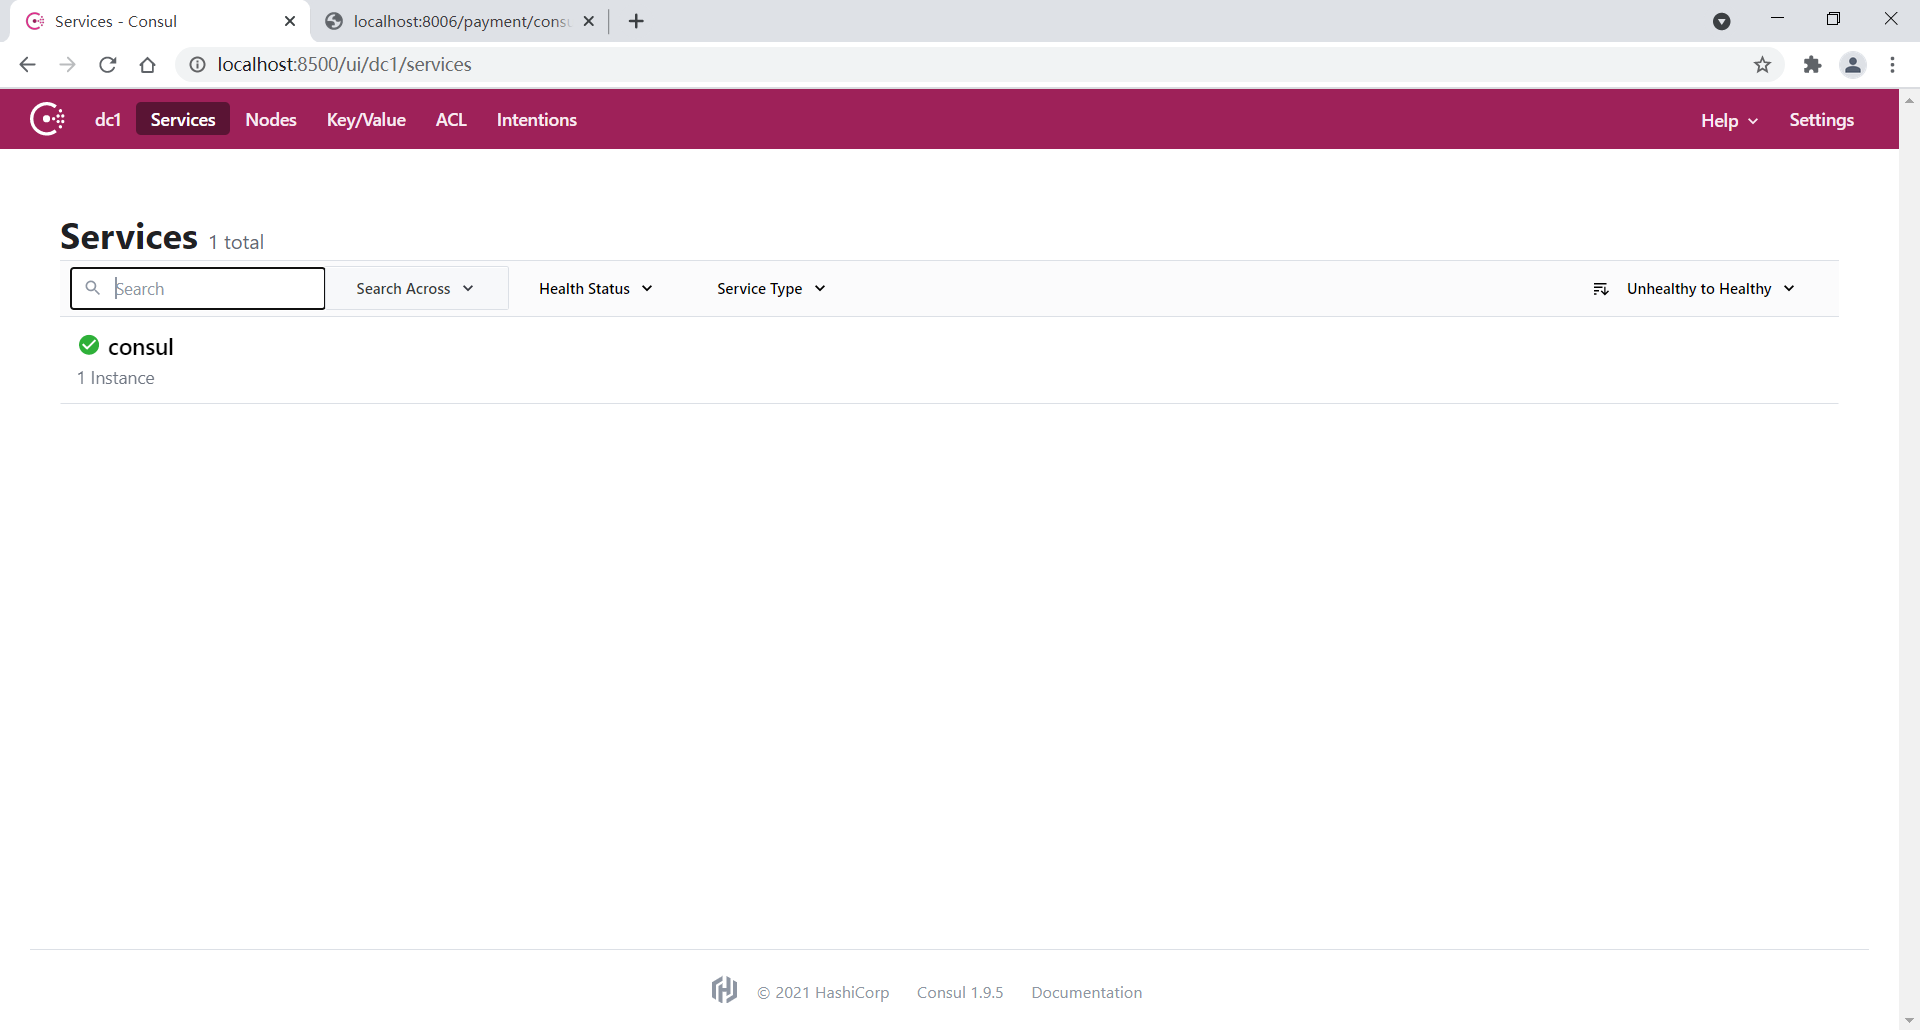 Services - Consul
localhost:8006/payment/cons
localhost:8500/ui/dc1/services
dc1 Services Nodes Key/Value ACL Intentions Help Settings
Services 1 total
Search Search Across Health Status Service Type Unhealthy to Healthy
consul
1 Instance
© 2021 HashiCorp Consul 1.9.5 Documentation